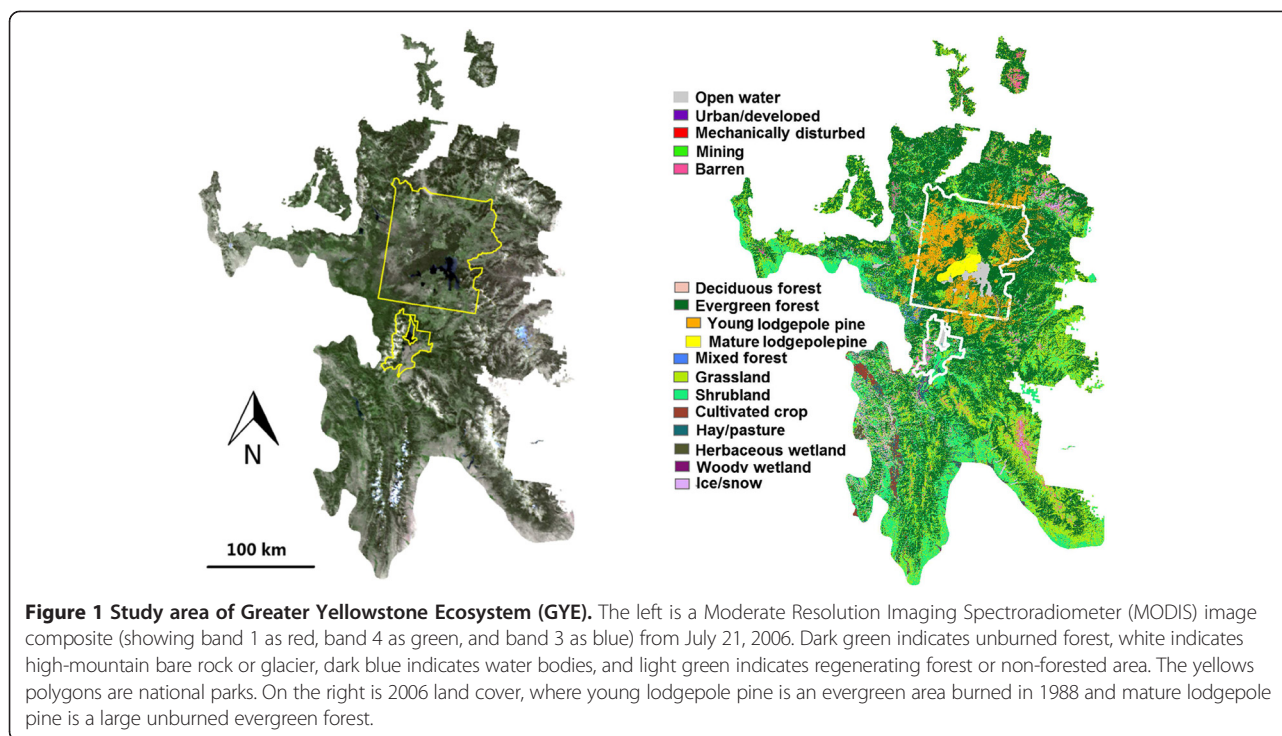 Open water
Urban/developed
Mechanically disturbed
Mining
Barren
Deciduous forest
Evergreen forest
Young lodgepole pine
Mature lodgepolepine
Mixed forest
Grassland
Shrubland
Cultivated crop
Hay/pasture
Herbaceous wetland
Woody wetland
Ice/snow
N
100 km
Figure 1 Study area of Greater Yellowstone Ecosystem (GYE). The left is a Moderate Resolution Imaging Spectroradiometer (MODIS) image
composite (showing band 1 as red, band 4 as green, and band 3 as blue) from July 21, 2006. Dark green indicates unburned forest, white indicates
high-mountain bare rock or glacier, dark blue indicates water bodies, and light green indicates regenerating forest or non-forested area. The yellows
polygons are national parks. On the right is 2006 land cover, where young lodgepole pine is an evergreen area burned in 1988 and mature lodgepole
pine is a large unburned evergreen forest.